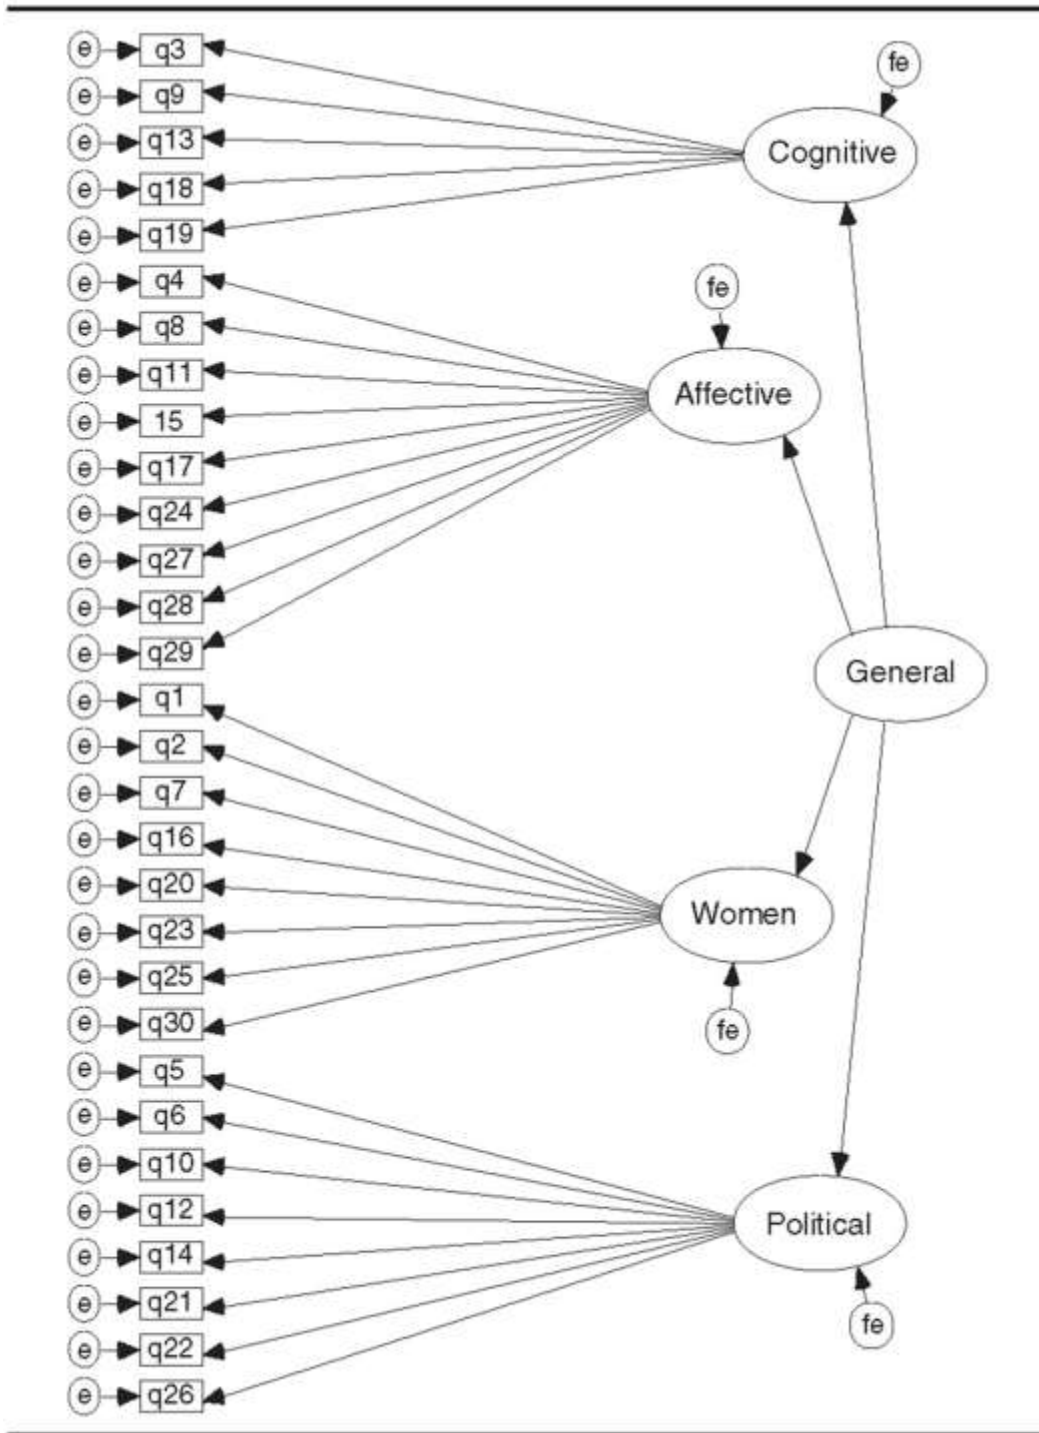 e q3
fe
e q9
e q13
Cognitive
e q18
e q19
e q4
fe
e q8
e q11
Affective
e 15
e q17
e q24
e q27
e q28
e q29
General
e q1
e q2
e q7
e q16
e q20
Women
e q23
e q25
e q30
fe
e q5
e q6
e q10
e q12
Political
e q14
e q21
fe
e q22
e q26